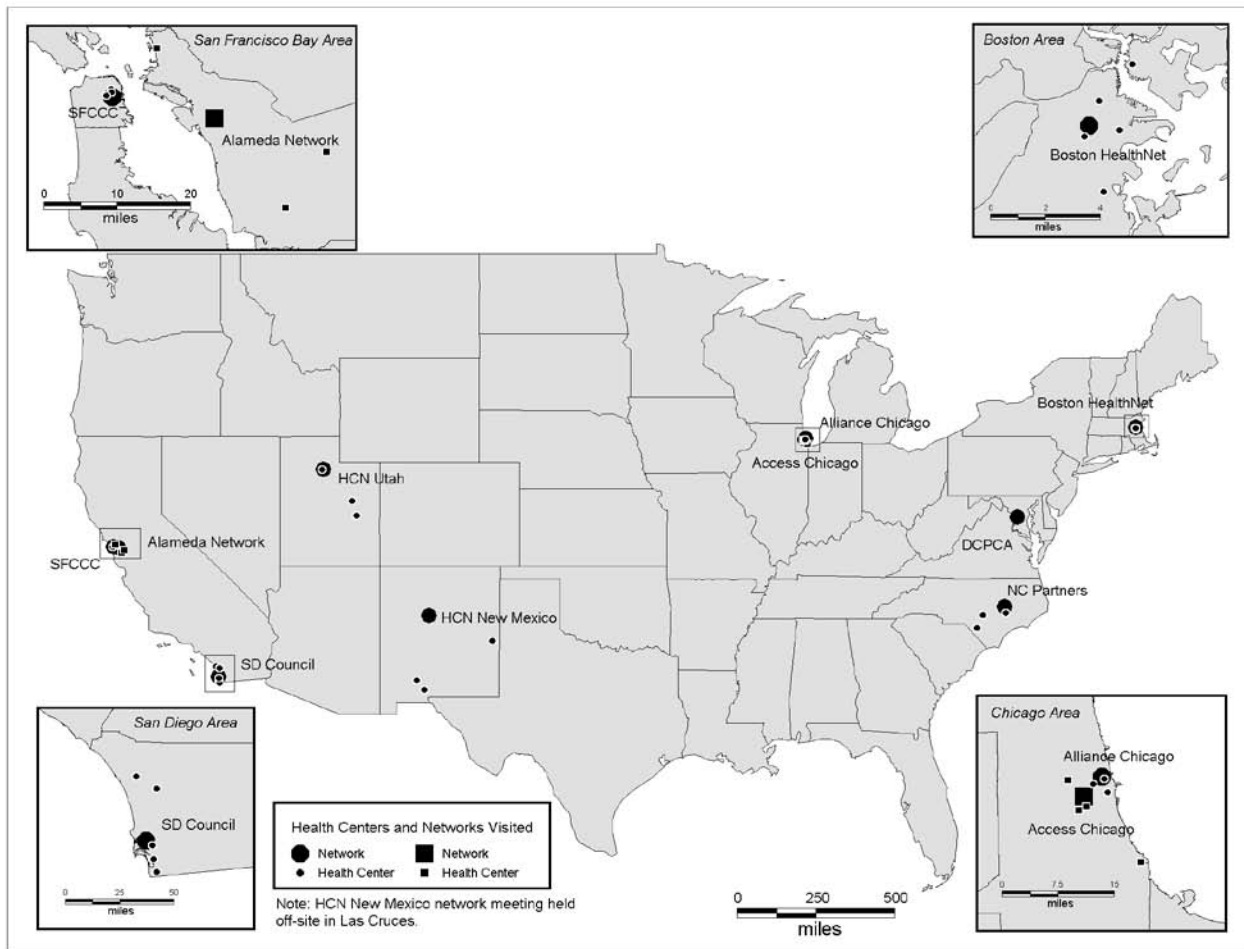 San Francisco Bay Area
SFCCC
Alameda Network
0 10 20
miles
Boston Area
Boston HealthNet
0 2 4
miles
Boston HealthNet
Alliance Chicago
Access Chicago
HCN Utah
Alameda Network
SFCCC
DCPCA
NC Partners
HCN New Mexico
SD Council
San Diego Area
SD Council
0 25 50
miles
Health Centers and Networks Visited
Network Network
Health Center Health Center
Note: HCN New Mexico network meeting held
off-site in Las Cruces.
0 250 500
miles
Chicago Area
Alliance Chicago
Access Chicago
0 7.5 15
miles